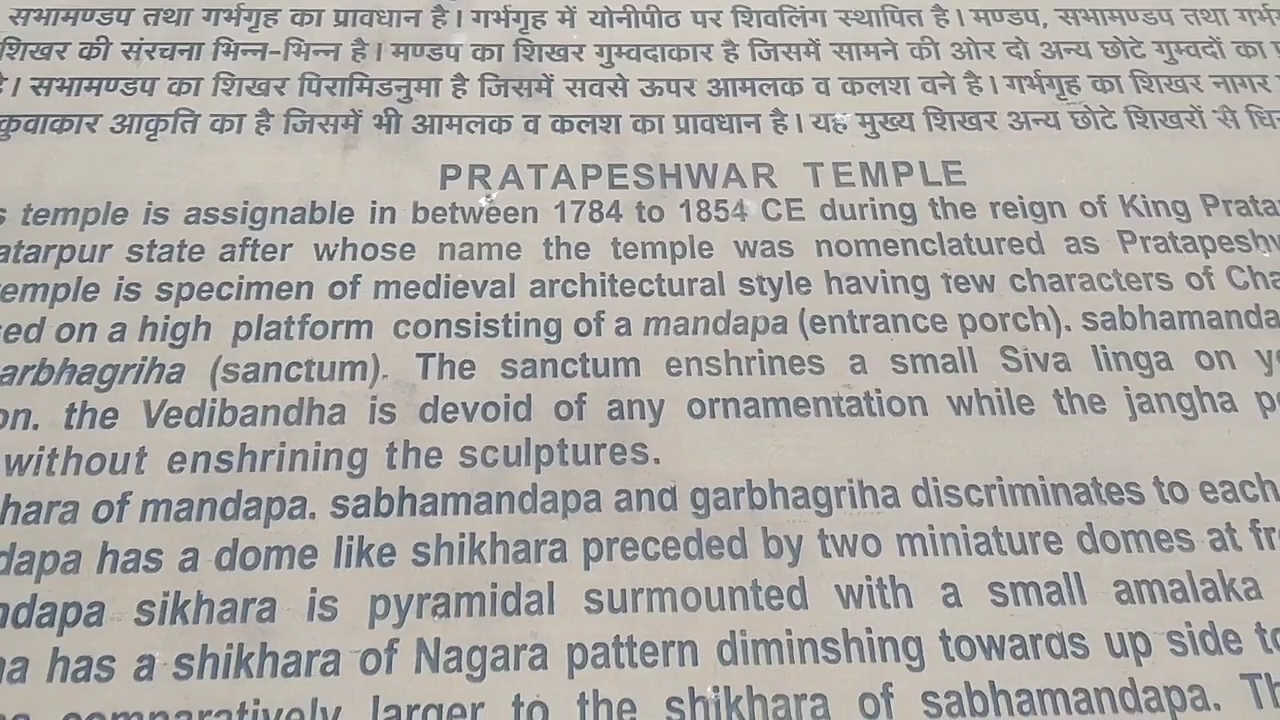 सभामण्डप तथा गर्भगृह का प्रावधान है। गर्भगृह में योनीपीठ पर शिवलिंग स्थापित है। मण्डप, सभामण्डप तथा
शिखर की संरचना भिन्न-भिन्न है। मण्डप का शिखर गुम्वदाकार है जिसमें सामने की ओर दो अन्य छोटे गुम्वदों का
है। सभामण्डप का शिखर पिरामिडनुमा है जिसमें सवसे ऊपर आमलक व कलश वने है। गर्भगृह का शिखर नागर
आकृति का है जिसमें भी आमलक व कलश का प्रावधान है। यह मुख्य शिखर अन्य छोटे शिखरों से
PRATAPESHWAR TEMPLE
temple is assignable in between 1784 to 1854 CE during the reign of King
state after whose name the temple was nomenclatured as
is specimen of medieval architectural style having few characters of
on a high platform consisting of a mandapa (entrance porch). sabhamanda
arbhagriha (sanctum). The sanctum enshrines a small Siva linga on
on. the Vedibandha is devoid of any ornamentation while the jangha
without enshrining the sculptures.
hara of mandapa. sabhamandapa and garbhagriha discriminates to each
dapa has a dome like shikhara preceded by two miniature domes at
ndapa sikhara is pyramidal surmounted with a small amalaka
has a shikhara of Nagara pattern diminshing towards up side
comparatively larger to the shikhara of sabhamandapa.